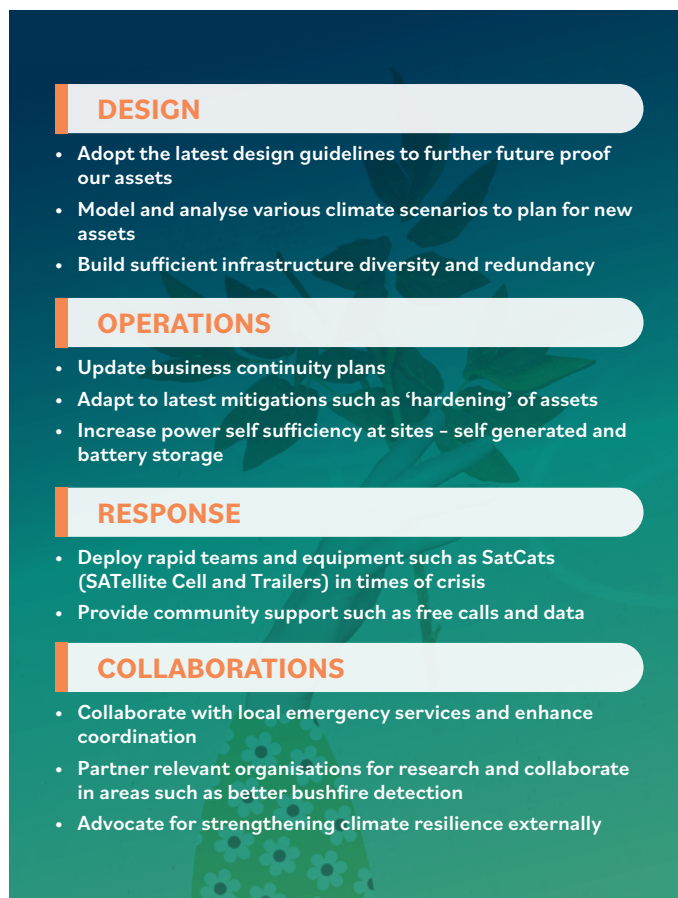 DESIGN
• Adopt the latest design guidelines to further future proof
our assets
• Model and analyse various climate scenarios to plan for new
assets
• Build sufficient infrastructure diversity and redundancy
OPERATIONS
• Update business continuity plans
• Adapt to latest mitigations such as ‘hardening’ of assets
• Increase power self sufficiency at sites – self generated and
battery storage
RESPONSE
• Deploy rapid teams and equipment such as SatCats
(SATellite Cell and Trailers) in times of crisis
• Provide community support such as free calls and data
COLLABORATIONS
• Collaborate with local emergency services and enhance
coordination
• Partner relevant organisations for research and collaborate
in areas such as better bushfire detection
• Advocate for strengthening climate resilience externally